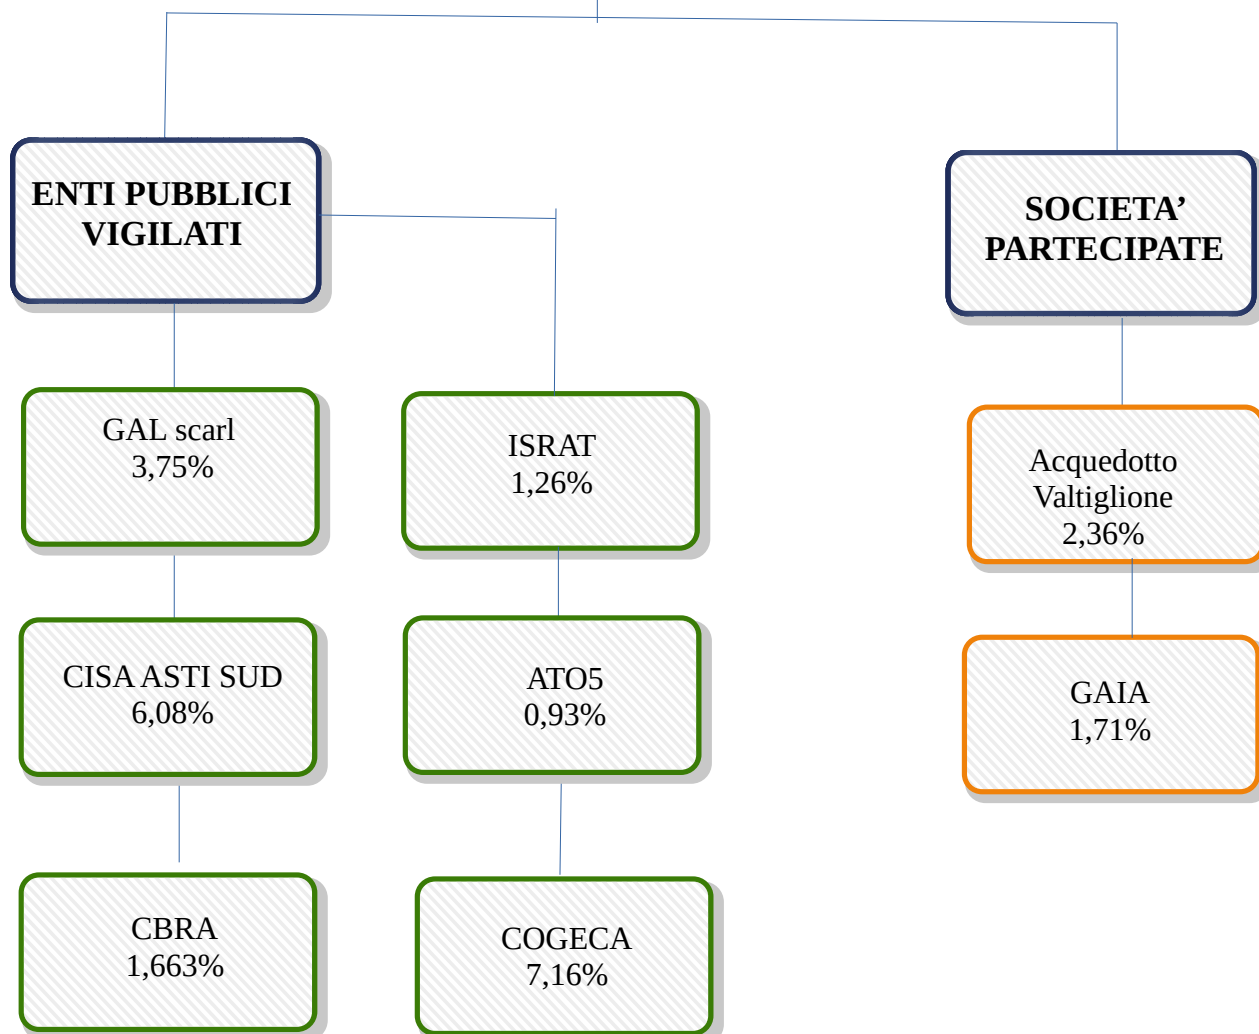 ENTI PUBBLICI
VIGILATI
SOCIETA’
PARTECIPATE
GAL scarl
3,75%
ISRAT
1,26%
Acquedotto
Valtiglione
2,36%
CISA ASTI SUD
6,08%
ATO5
0,93%
GAIA
1,71%
CBRA
1,663%
COGECA
7,16%